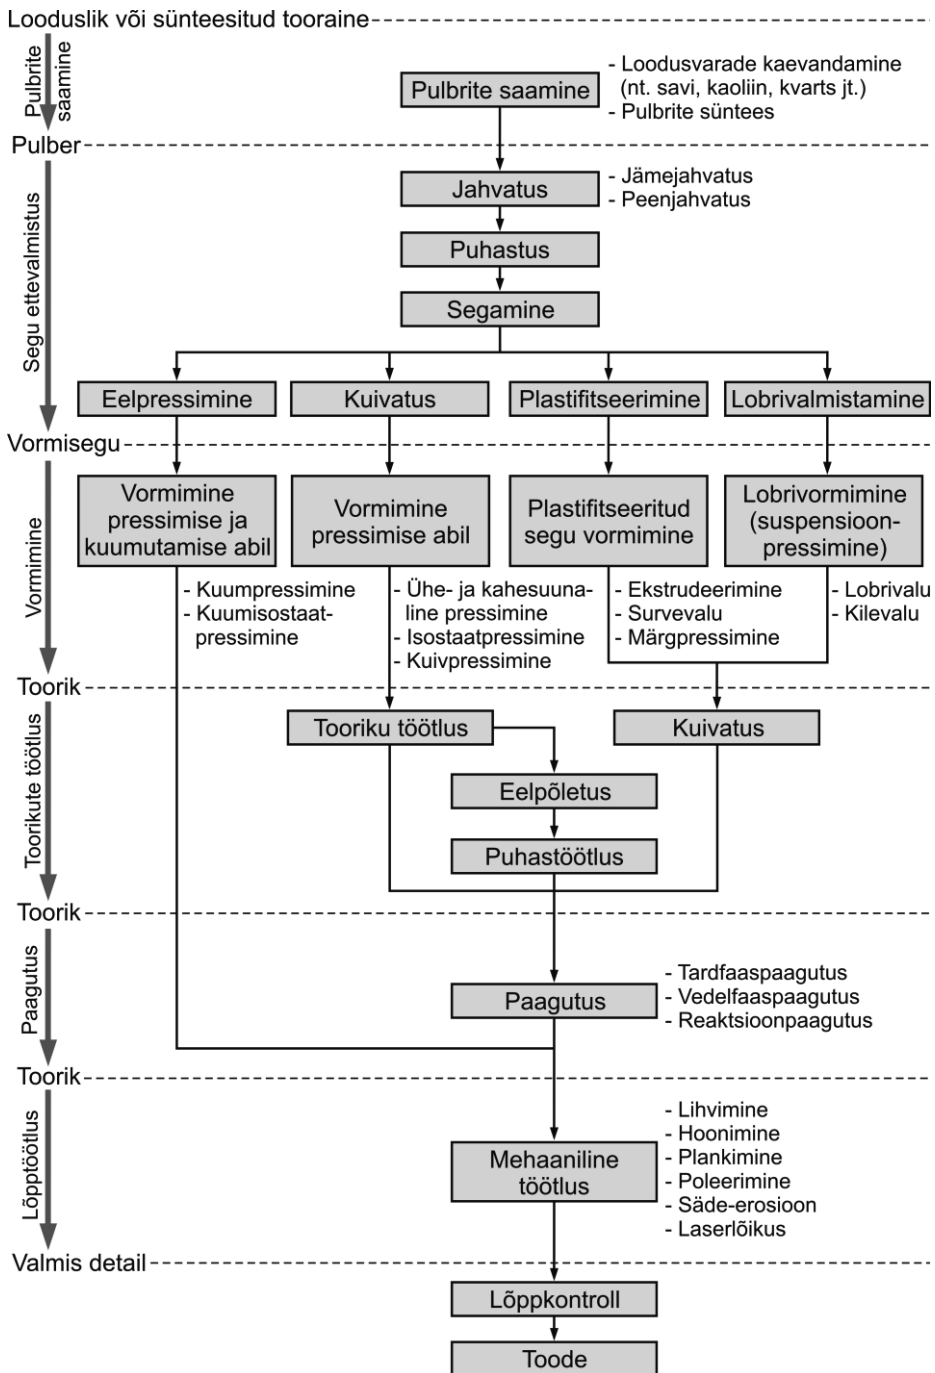 Looduslik või sünteesitud tooraine
Pulbrite
saamine
Pulbrite saamine
- Loodusvarade kaevandamine
(nt. savi, kaoliin, kvarts jt.)
- Pulbrite süntees
Pulber
Segu ettevalmistus
Jahvatus
- Jämejahvatus
- Peenjahvatus
Puhastus
Segamine
Eelpressimine
Kuivatus
Plastifitseerimine
Lobrivalmistamine
Vormisegu
Vormimine
Vormimine
pressimise ja
kuumutamise abil
Vormimine
pressimise abil
Plastifitseeritud
segu vormimine
Lobrivormimine
(suspensioon-
pressimine)
- Kuumpressimine
- Kuumisostaat-
pressimine
- Ühe- ja kahesuuna-
line pressimine
- Isostaatpressimine
- Kuivpressimine
- Ekstrudeerimine
- Survevalu
- Märgpressimine
- Lobrivalu
- Kilevalu
Toorik
Toorikute töötlus
Tooriku töötlus
Kuivatus
Eelpõletus
Puhastöötlus
Toorik
Paagutus
Paagutus
- Tardfaaspaagutus
- Vedelfaaspaagutus
- Reaktsioonpaagutus
Toorik
Lõpptöötlus
Mehaaniline
töötlus
- Lihvimine
- Hoonimine
- Plankimine
- Poleerimine
- Säde-erosioon
- Laserlõikus
Valmis detail
Lõppkontroll
Toode